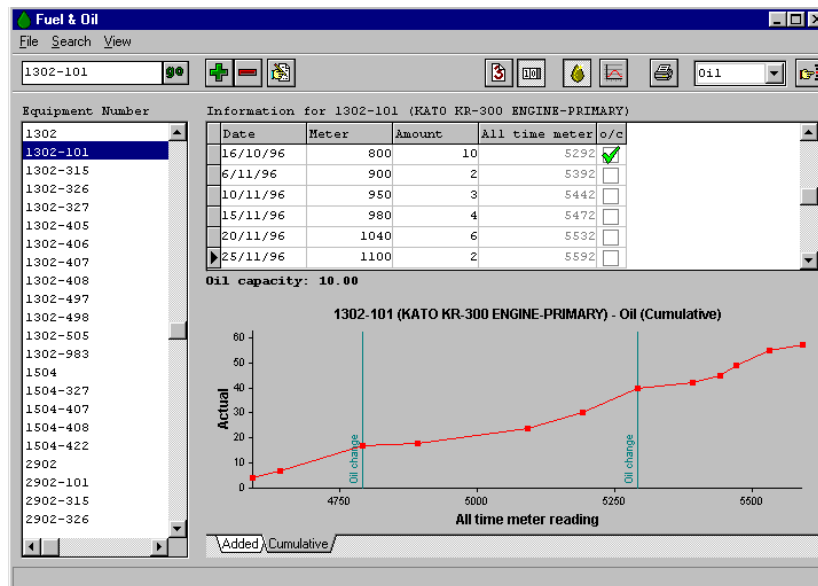 Fuel & Oil
File Search View
1302-101 go 3 101 Oil
Equipment Number
1302
1302-101
1302-315
1302-326
1302-327
1302-405
1302-406
1302-407
1302-408
1302-497
1302-498
1302-505
1302-983
1504
1504-327
1504-407
1504-408
1504-422
2902
2902-101
2902-315
2902-326
Information for 1302-101 (KATO KR-300 ENGINE-PRIMARY)
Date Meter Amount All time meter o/c
16/10/96 800 10 5292
6/11/96 900 2 5392
10/11/96 950 3 5442
15/11/96 980 4 5472
20/11/96 1040 6 5532
25/11/96 1100 2 5592
Oil capacity: 10.00
1302-101 (KATO KR-300 ENGINE-PRIMARY) - Oil (Cumulative)
Actual
60
50
40
30
20
10
0
Oil change
Oil change
4750 5000 5250 5500
All time meter reading
Added Cumulative